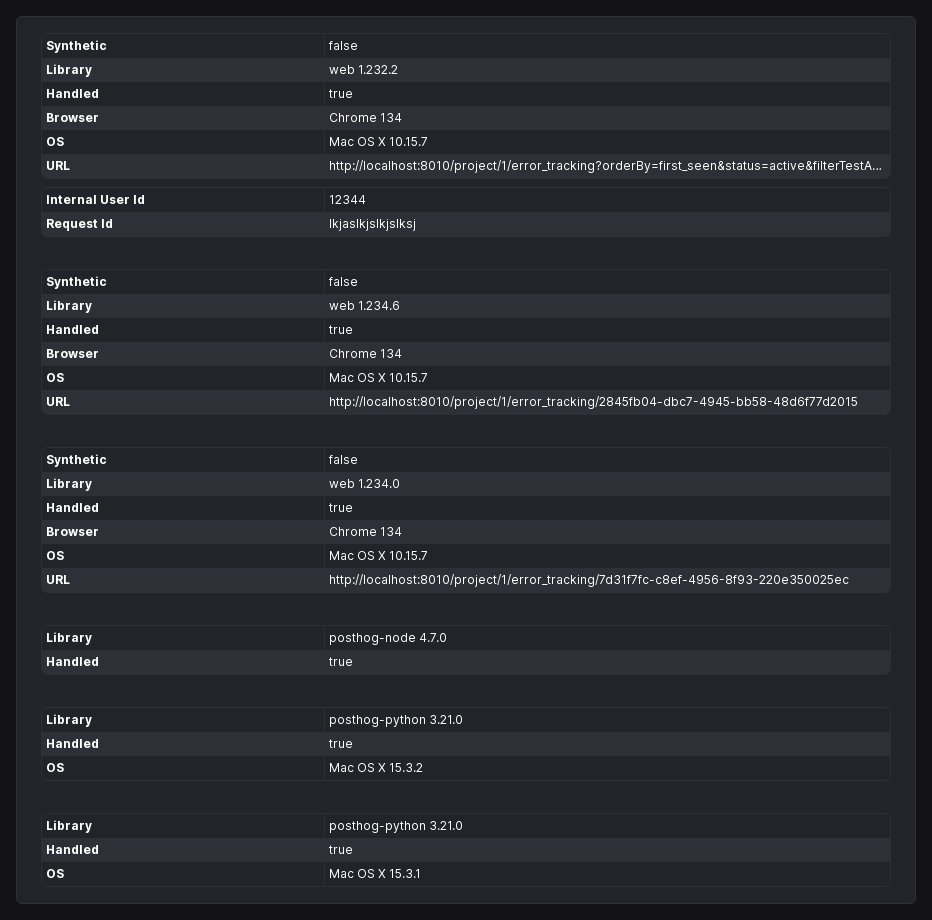 Synthetic false
Library web 1.232.2
Handled true
Browser Chrome 134
OS Mac OS X 10.15.7
URL http://localhost:8010/project/1/error_tracking?orderBy=first_seen&status=active&filterTestA...
Internal User Id 12344
Request Id lkjaslkjslkjslksj
Synthetic false
Library web 1.234.6
Handled true
Browser Chrome 134
OS Mac OS X 10.15.7
URL http://localhost:8010/project/1/error_tracking/2845fb04-dbc7-4945-bb58-48d6f77d2015
Synthetic false
Library web 1.234.0
Handled true
Browser Chrome 134
OS Mac OS X 10.15.7
URL http://localhost:8010/project/1/error_tracking/7d31f7fc-c8ef-4956-8f93-220e350025ec
Library posthog-node 4.7.0
Handled true
Library posthog-python 3.21.0
Handled true
OS Mac OS X 15.3.2
Library posthog-python 3.21.0
Handled true
OS Mac OS X 15.3.1